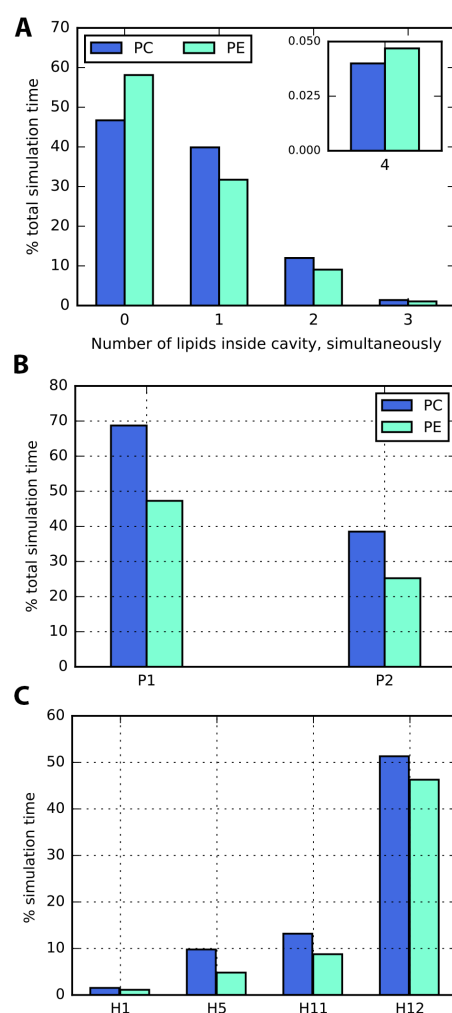 A
70
60
50
40
30
20
10
0
% total simulation time
PC PE
0.050
0.025
0.000
4
0 1 2 3
Number of lipids inside cavity, simultaneously
B
80
70
60
50
40
30
20
10
0
% total simulation time
PC
PE
P1 P2
C
60
50
40
30
20
10
0
% simulation time
H1 H5 H11 H12